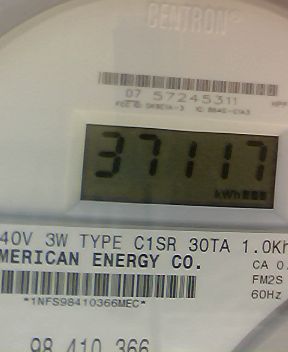 CENTRON®
07 57245311
37117
kWh
40V 3W TYPE C1SR 30TA 1.0Kh
MERICAN ENERGY CO.
CA 0.
FM2S
60Hz
*1NFS98410366MEC*
98 410 366